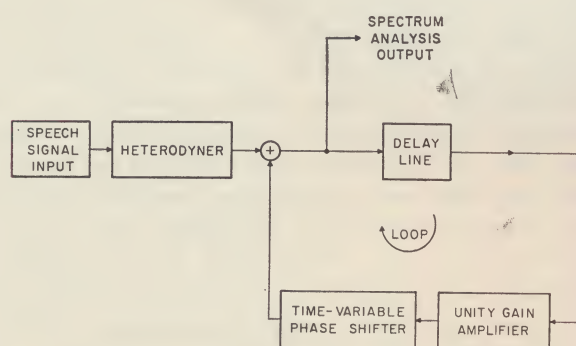 SPECTRUM
ANALYSIS
OUTPUT
SPEECH
SIGNAL
INPUT
HETERODYNER
+
DELAY
LINE
LOOP
TIME-VARIABLE
PHASE SHIFTER
UNITY GAIN
AMPLIFIER